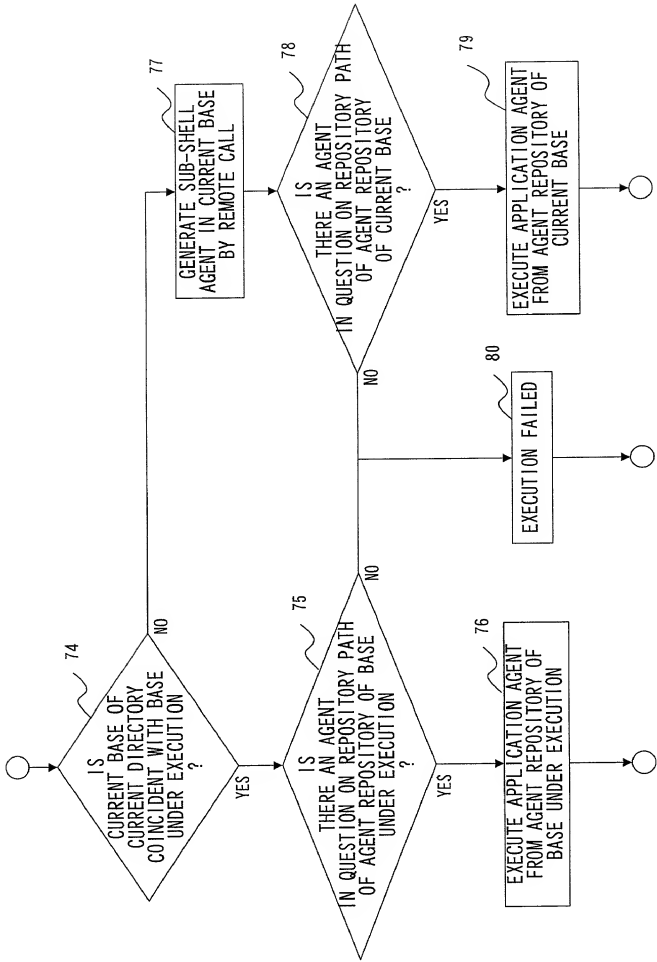 74
IS
CURRENT BASE OF
CURRENT DIRECTORY
COINCIDENT WITH BASE
UNDER EXECUTION
?
NO
YES
75
IS
THERE AN AGENT
IN QUESTION ON REPOSITORY PATH
OF AGENT REPOSITORY OF BASE
UNDER EXECUTION
?
NO
YES
76
EXECUTE APPLICATION AGENT
FROM AGENT REPOSITORY OF
BASE UNDER EXECUTION
77
GENERATE SUB-SHELL
AGENT IN CURRENT BASE
BY REMOTE CALL
78
IS
THERE AN AGENT
IN QUESTION ON REPOSITORY PATH
OF AGENT REPOSITORY
OF CURRENT BASE
?
NO
YES
79
EXECUTE APPLICATION AGENT
FROM AGENT REPOSITORY OF
CURRENT BASE
80
EXECUTION FAILED